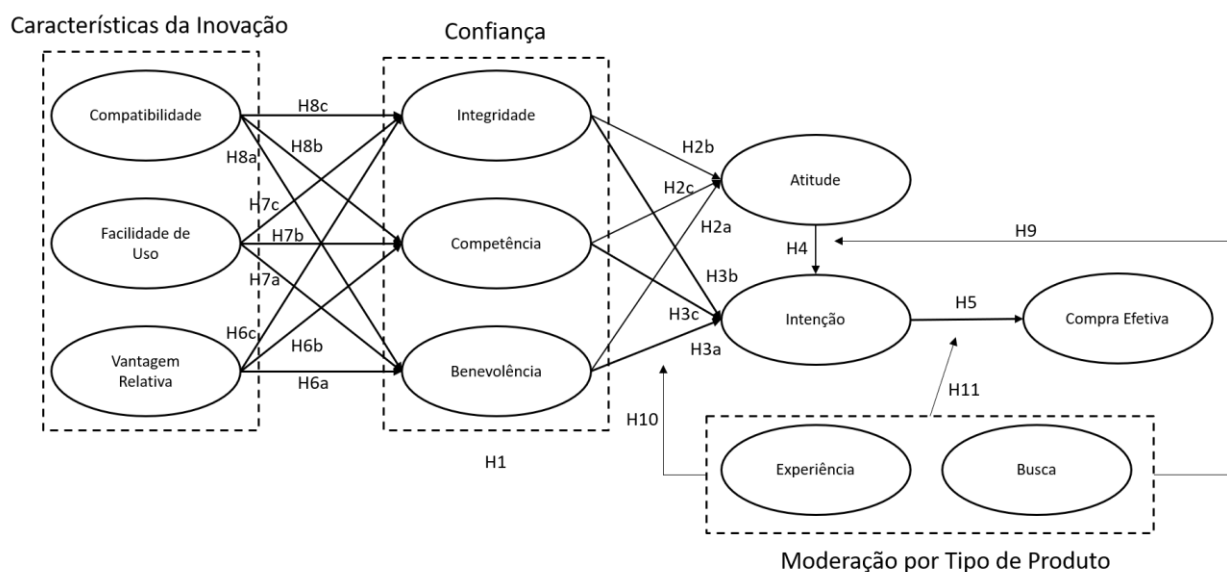 Características da Inovação
Confiança
Compatibilidade
H8c
Integridade
H8b
H8a
H2b
Atitude
H2c
H7c
H2a
Facilidade de
Uso
H7b
Competência
H4
H9
H7a
H3b
H3c
Intenção
H5
Compra Efetiva
H6c
H6b
H3a
Vantagem
Relativa
H6a
Benevolência
H10
H11
H1
Experiência
Busca
Moderação por Tipo de Produto